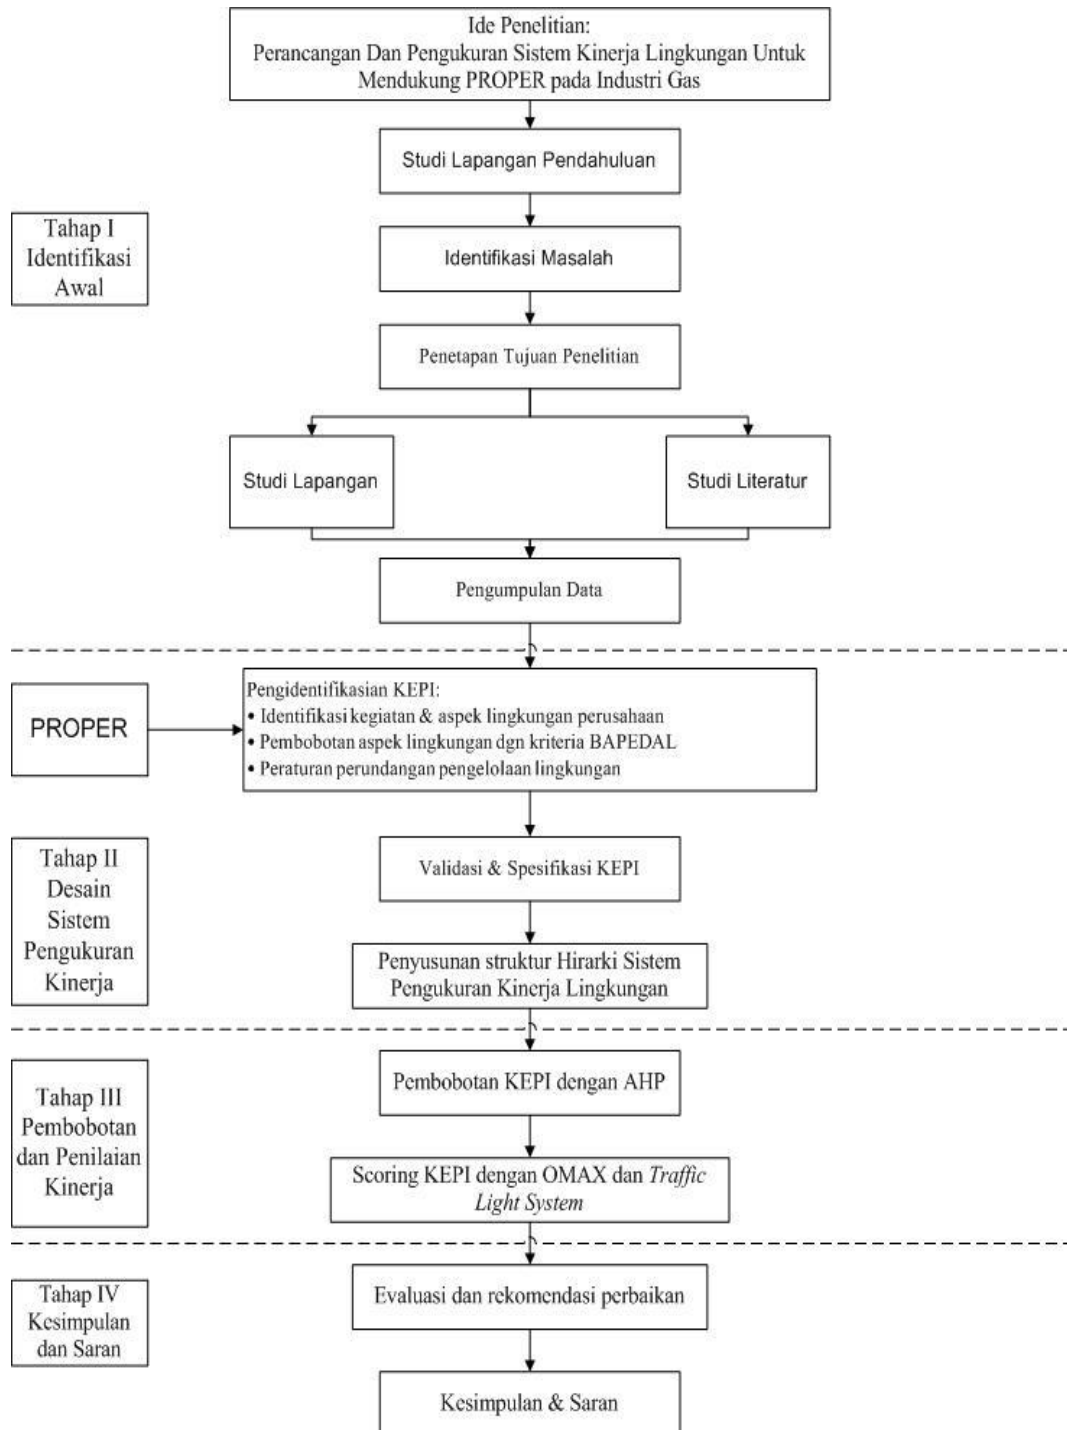 Ide Penelitian:
Perancangan Dan Pengukuran Sistem Kinerja Lingkungan Untuk
Mendukung PROPER pada Industri Gas
Studi Lapangan Pendahuluan
Tahap I
Identifikasi
Awal
Identifikasi Masalah
Penetapan Tujuan Penelitian
Studi Lapangan
Studi Literatur
Pengumpulan Data
PROPER
Pengidentifikasian KEPI:
• Identifikasi kegiatan & aspek lingkungan perusahaan
• Pembobotan aspek lingkungan dgn kriteria BAPEDAL
• Peraturan perundangan pengelolaan lingkungan
Tahap II
Desain
Sistem
Pengukuran
Kinerja
Validasi & Spesifikasi KEPI
Penyusunan struktur Hirarki Sistem
Pengukuran Kinerja Lingkungan
Tahap III
Pembobotan
dan Penilaian
Kinerja
Pembobotan KEPI dengan AHP
Scoring KEPI dengan OMAX dan Traffic
Light System
Tahap IV
Kesimpulan
dan Saran
Evaluasi dan rekomendasi perbaikan
Kesimpulan & Saran